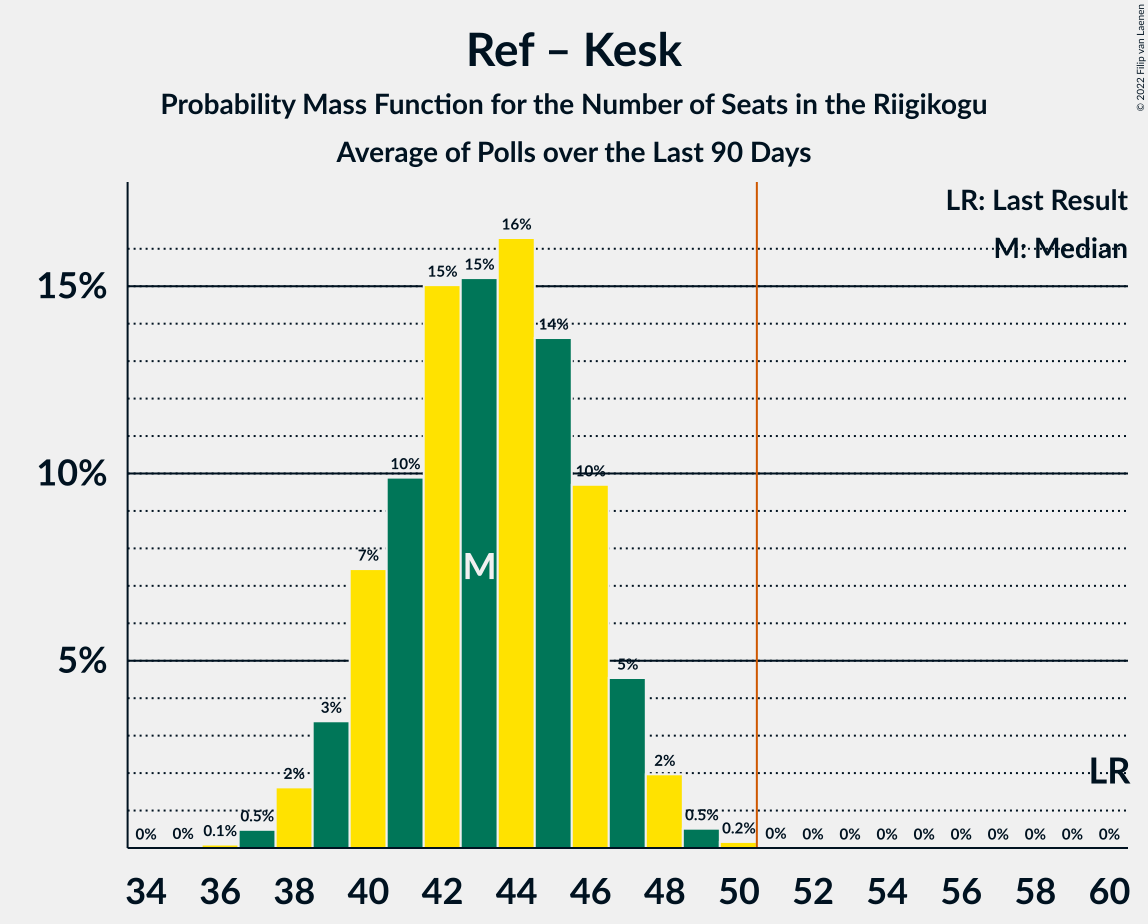 Ref – Kesk
Probability Mass Function for the Number of Seats in the Riigikogu
Average of Polls over the Last 90 Days
© 2022 Filip van Laenen
LR: Last Result
M: Median
15%
10%
5%
0% 0% 0.1% 0.5% 2% 3% 7% 10% 15% 15% 16% 14% 10% 5% 2% 0.5% 0.2% 0% 0% 0% 0% 0% 0% 0% 0% 0% 0%
M
LR
34 36 38 40 42 44 46 48 50 52 54 56 58 60